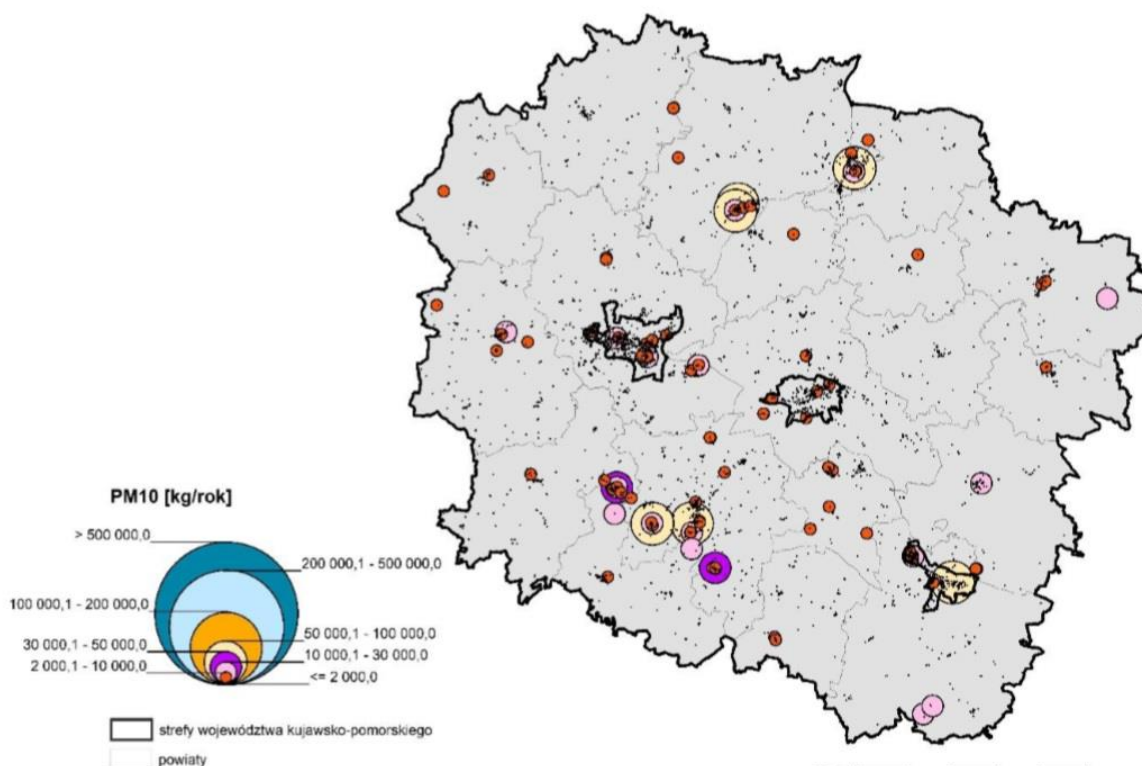 PM10 [kg/rok]
> 500 000,0
200 000,1 - 500 000,0
100 000,1 - 200 000,0
50 000,1 - 100 000,0
30 000,1 - 50 000,0
10 000,1 - 30 000,0
2 000,1 - 10 000,0
<= 2 000,0
strefy województwa kujawsko-pomorskiego
powiaty